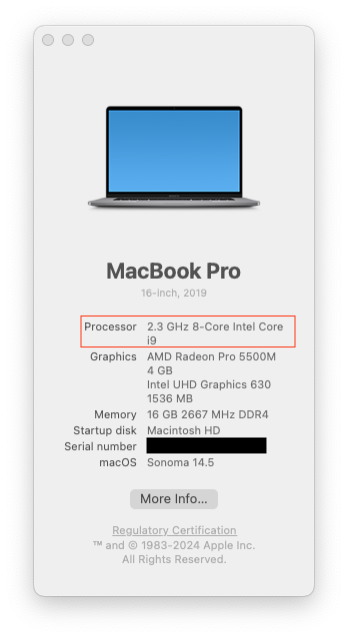 MacBook Pro
16-inch, 2019
Processor 2.3 GHz 8-Core Intel Core
i9
Graphics AMD Radeon Pro 5500M
4 GB
Intel UHD Graphics 630
1536 MB
Memory 16 GB 2667 MHz DDR4
Startup disk Macintosh HD
Serial number
macOS Sonoma 14.5
More Info...
Regulatory Certification
™ and © 1983-2024 Apple Inc.
All Rights Reserved.